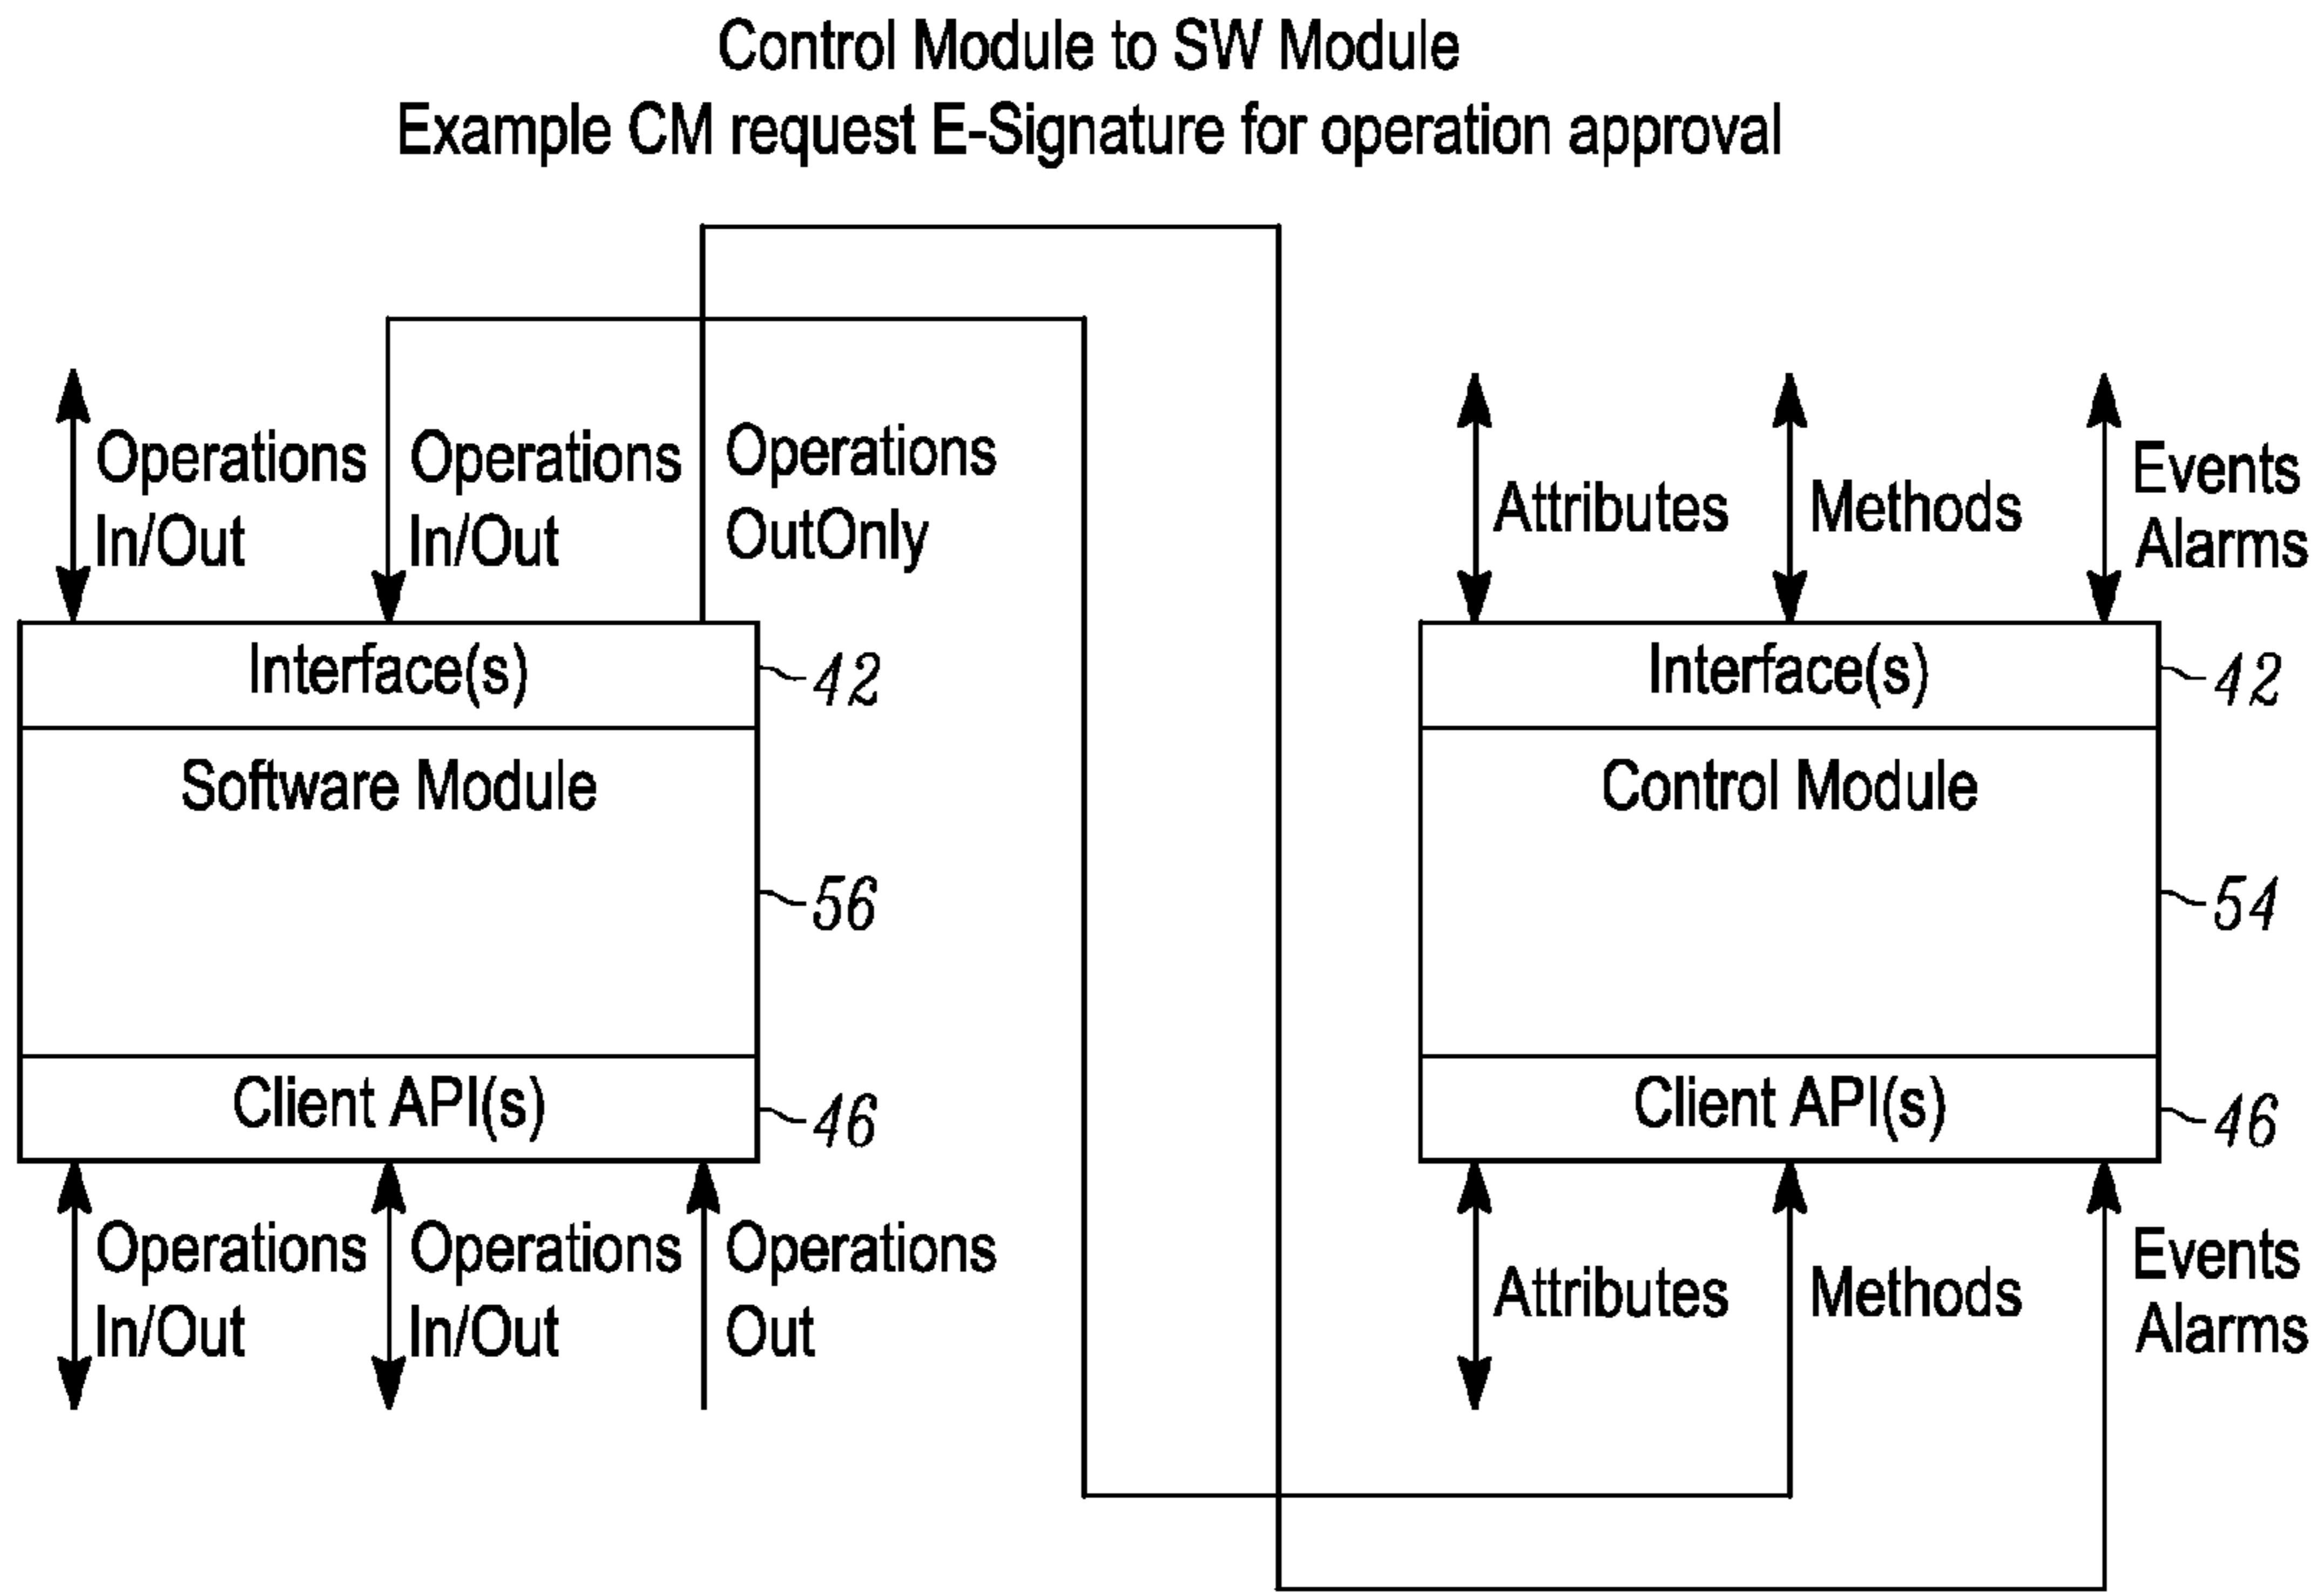 Control Module to SW Module
Example CM request E-Signature for operation approval
Operations
In/Out
Operations
In/Out
Operations
OutOnly
Attributes
Methods
Events
Alarms
Interface(s)
42
Software Module
56
Client API(s)
46
Interface(s)
42
Control Module
54
Client API(s)
46
Operations
In/Out
Operations
In/Out
Operations
Out
Attributes
Methods
Events
Alarms